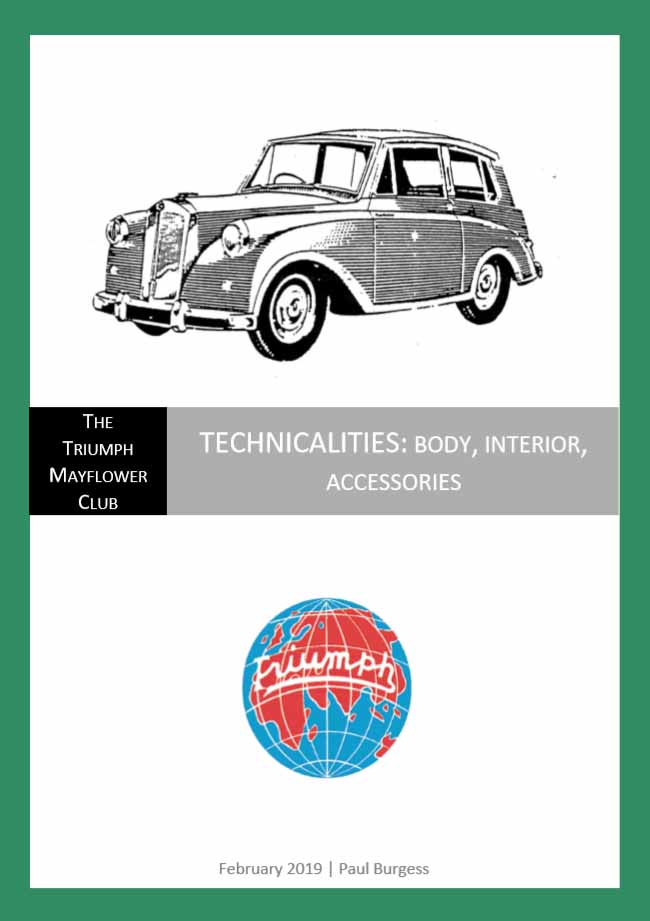 THE
TRIUMPH
MAYFLOWER
CLUB
TECHNICALITIES: BODY, INTERIOR,
ACCESSORIES
Triumph
February 2019 | Paul Burgess